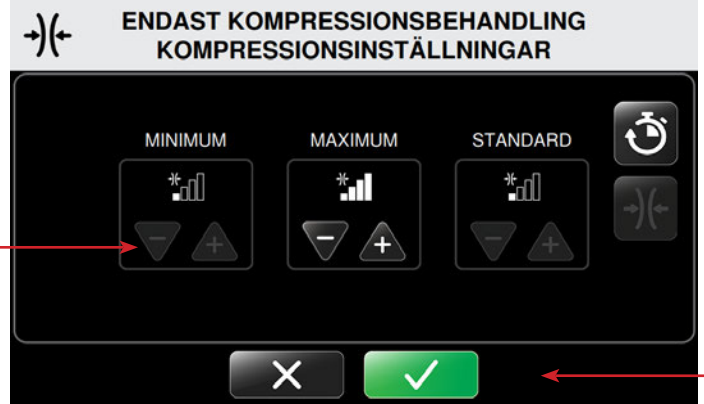 ENDAST KOMPRESSIONSBEHANDLING
KOMPRESSIONSINSTÄLLNINGAR
MINIMUM MAXIMUM STANDARD